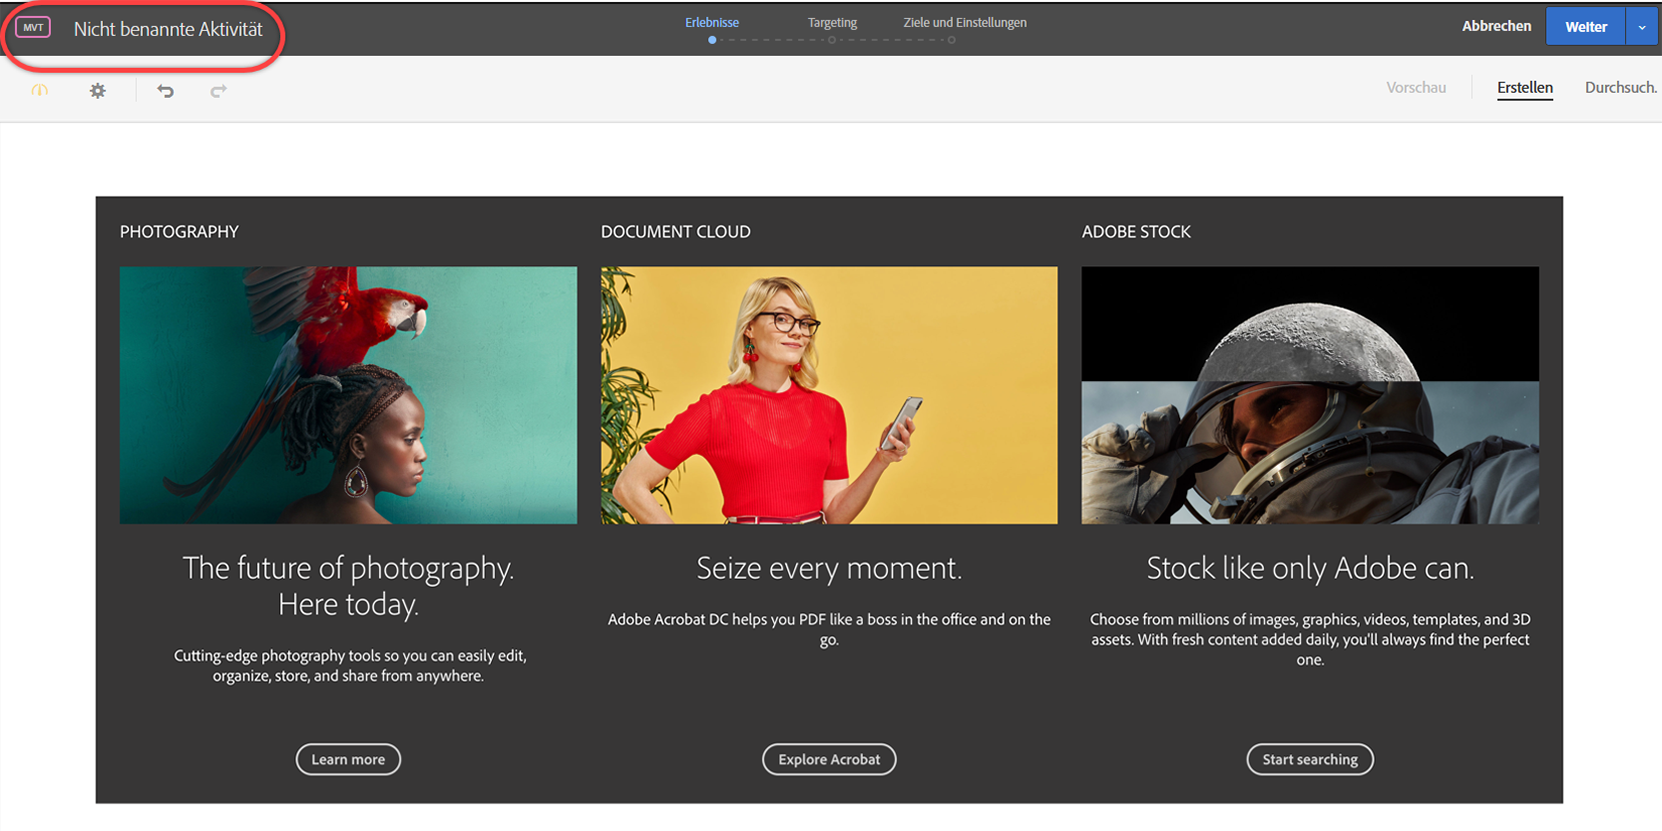 MVT Nicht benannte Aktivität
Erlebnisse Targeting Ziele und Einstellungen
Abbrechen Weiter
Vorschau Erstellen Durchsuch.
PHOTOGRAPHY
The future of photography.
Here today.
Cutting-edge photography tools so you can easily edit,
organize, store, and share from anywhere.
Learn more
DOCUMENT CLOUD
Seize every moment.
Adobe Acrobat DC helps you PDF like a boss in the office and on the
go.
Explore Acrobat
ADOBE STOCK
Stock like only Adobe can.
Choose from millions of images, graphics, videos, templates, and 3D
assets. With fresh content added daily, you'll always find the perfect
one.
Start searching